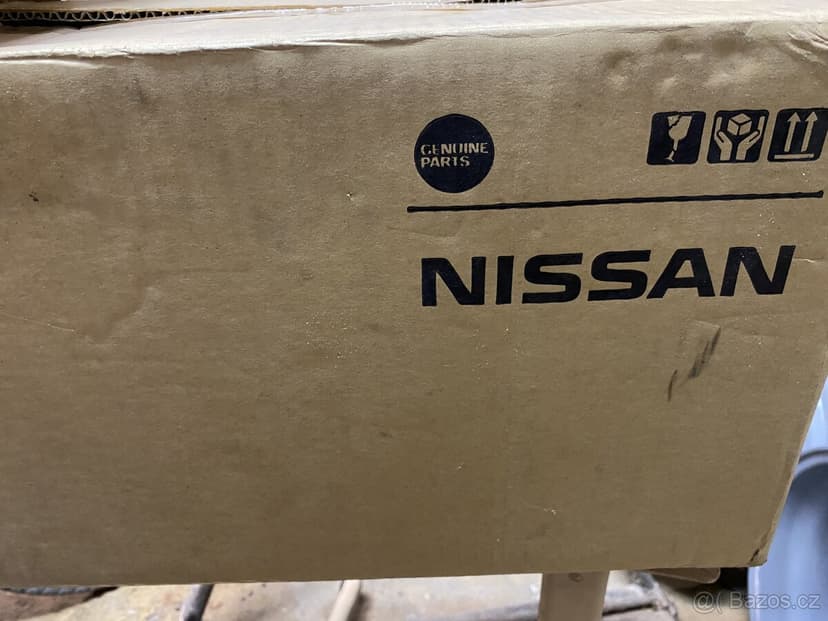 GENUINE
PARTS
NISSAN
@( Bazos.cz